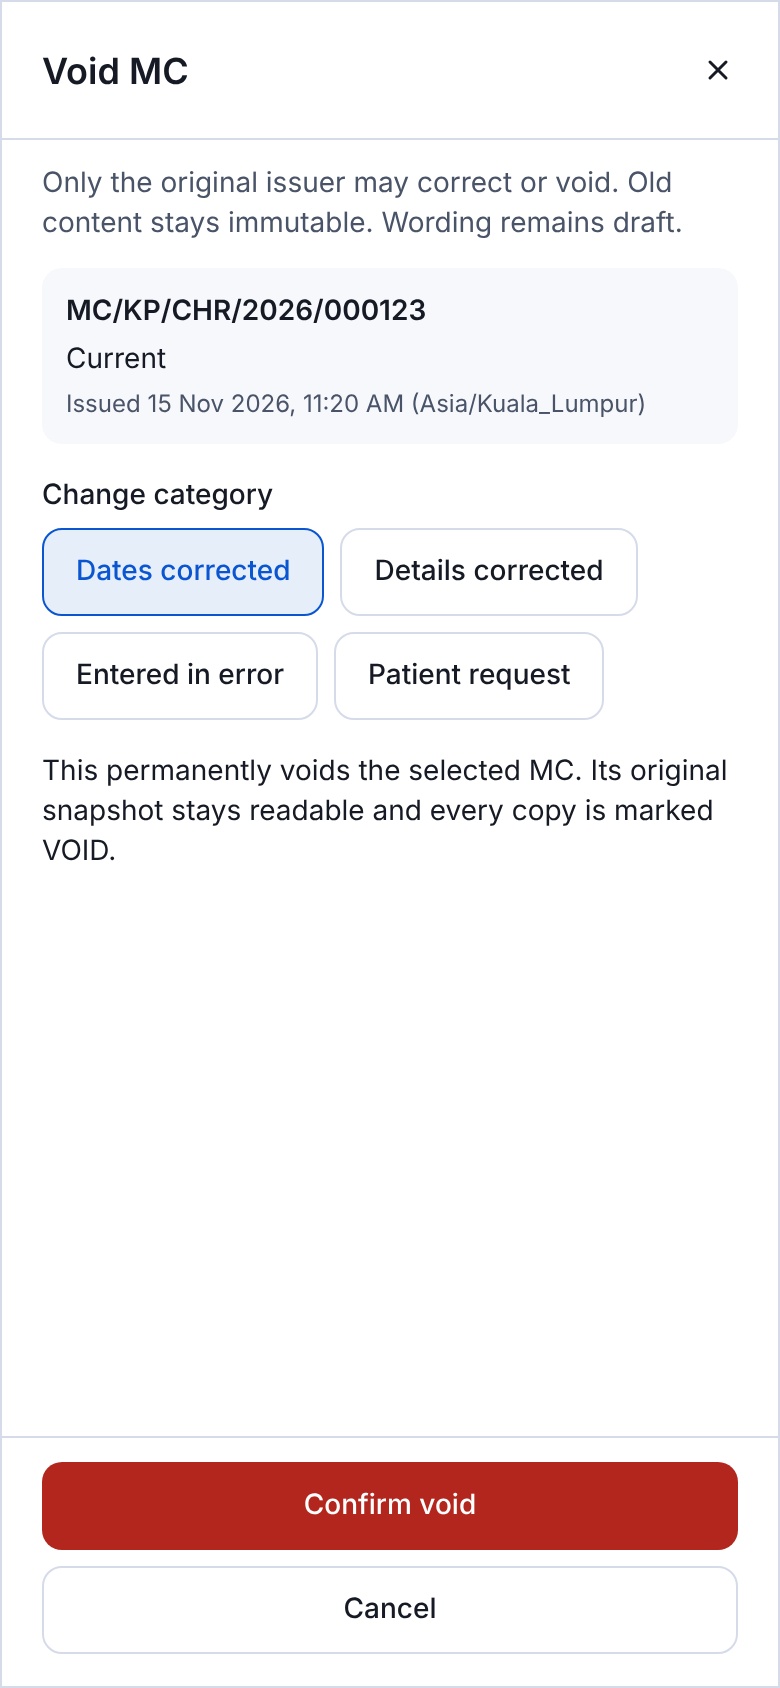 Void MC
Only the original issuer may correct or void. Old
content stays immutable. Wording remains draft.
MC/KP/CHR/2026/000123
Current
Issued 15 Nov 2026, 11:20 AM (Asia/Kuala_Lumpur)
Change category
Dates corrected
Details corrected
Entered in error
Patient request
This permanently voids the selected MC. Its original
snapshot stays readable and every copy is marked
VOID.
Confirm void
Cancel